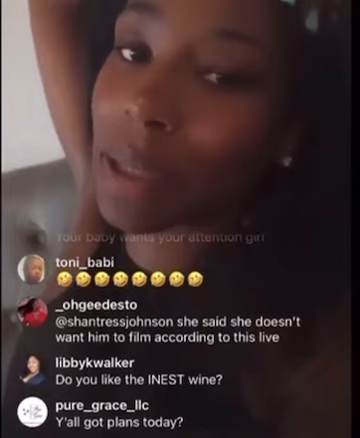 Your baby wants your attention girl
toni_babi
🤣🤣🤣🤣🤣🤣🤣🤣🤣
_ohgeedesto
@shantressjohnson she said she doesn't
want him to film according to this live
libbykwalker
Do you like the INEST wine?
pure_grace_llc
Y'all got plans today?